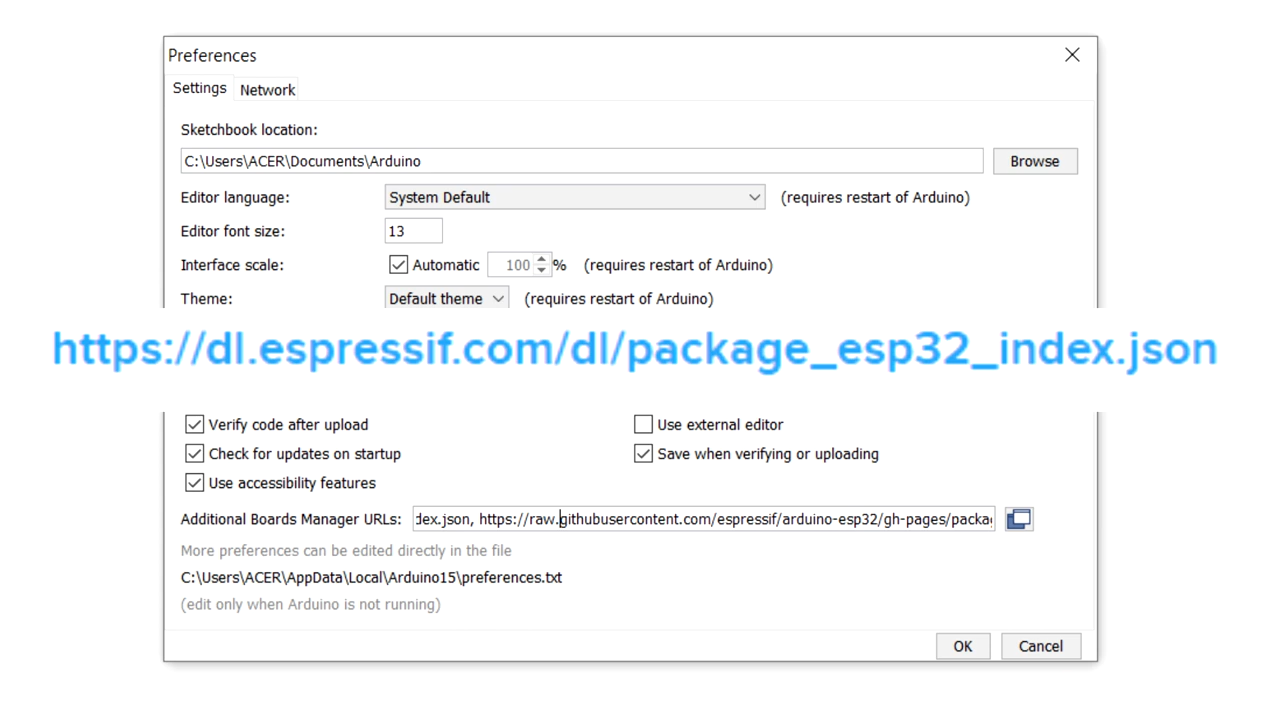 Preferences
Settings Network
Sketchbook location:
C:\Users\ACER\Documents\Arduino Browse
Editor language: System Default (requires restart of Arduino)
Editor font size: 13
Interface scale: Automatic 100 % (requires restart of Arduino)
Theme: Default theme (requires restart of Arduino)
https://dl.espressif.com/dl/package_esp32_index.json
Verify code after upload Use external editor
Check for updates on startup Save when verifying or uploading
Use accessibility features
Additional Boards Manager URLs: dex.json, https://raw.githubusercontent.com/espressif/arduino-esp32/gh-pages/packa
More preferences can be edited directly in the file
C:\Users\ACER\AppData\Local\Arduino15\preferences.txt
(edit only when Arduino is not running)
OK Cancel